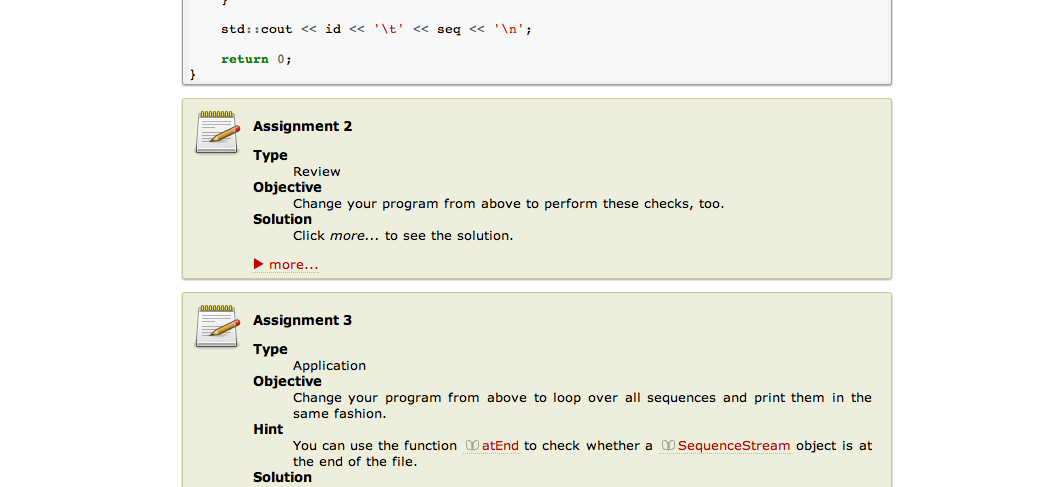 }
std::cout << id << '\t' << seq << '\n';
return 0;
}
Assignment 2
Type
Review
Objective
Change your program from above to perform these checks, too.
Solution
Click more... to see the solution.
more...
Assignment 3
Type
Application
Objective
Change your program from above to loop over all sequences and print them in the
same fashion.
Hint
You can use the function atEnd to check whether a SequenceStream object is at
the end of the file.
Solution